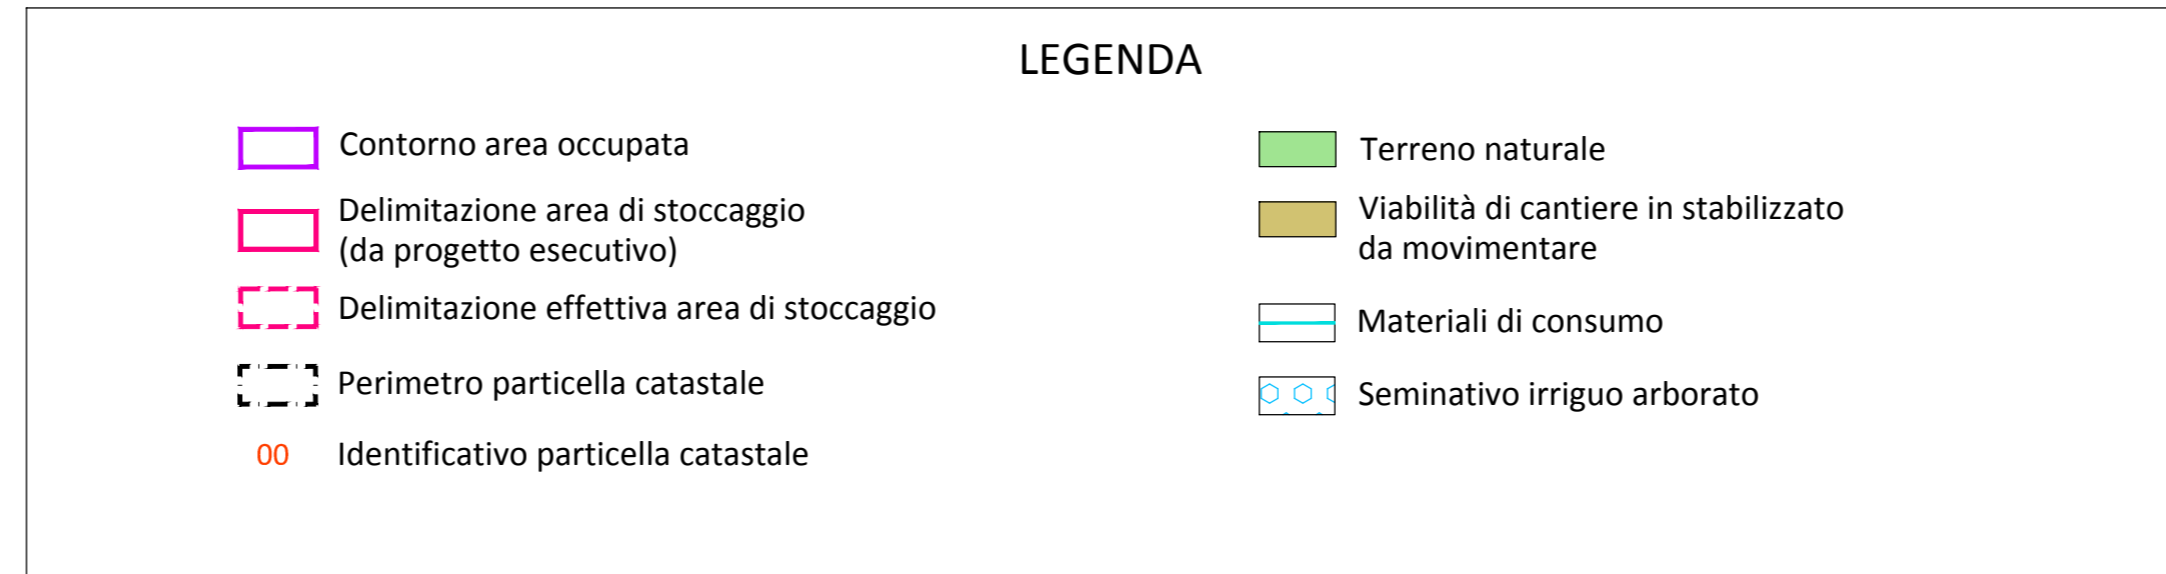 LEGENDA
Contorno area occupata
Delimitazione area di stoccaggio
(da progetto esecutivo)
Delimitazione effettiva area di stoccaggio
Perimetro particella catastale
00 Identificativo particella catastale
Terreno naturale
Viabilità di cantiere in stabilizzato
da movimentare
Materiali di consumo
Seminativo irriguo arborato